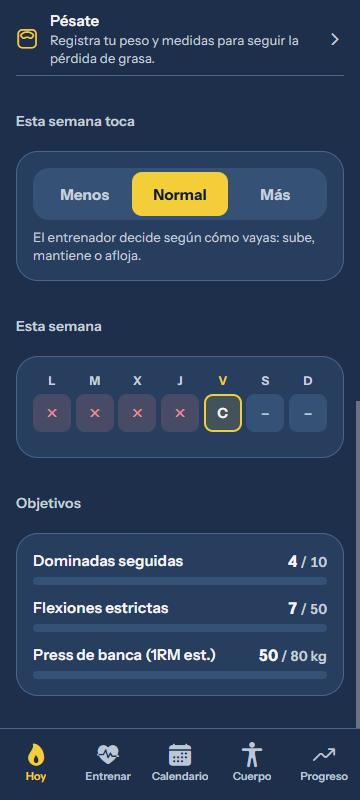 Pésate
Registra tu peso y medidas para seguir la
pérdida de grasa.
Esta semana toca
Menos Normal Más
El entrenador decide según cómo vayas: sube,
mantiene o afloja.
Esta semana
L M X J V S D
× × × × C – –
Objetivos
Dominadas seguidas 4 / 10
Flexiones estrictas 7 / 50
Press de banca (1RM est.) 50 / 80 kg
Hoy Entrenar Calendario Cuerpo Progreso